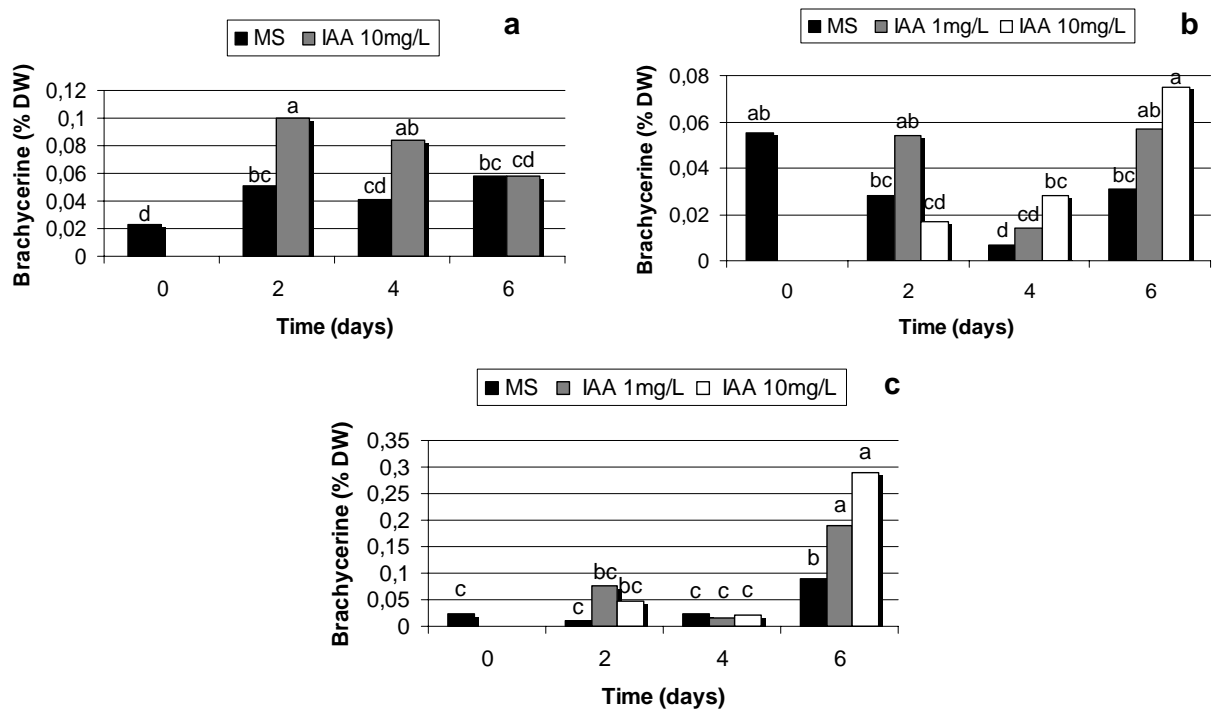 a
MS IAA 10mg/L
Brachycerine (% DW)
0,12
0,1
0,08
0,06
0,04
0,02
0
d
bc
a
cd
ab
bc
cd
0 2 4 6
Time (days)
b
MS IAA 1mg/L IAA 10mg/L
Brachycerine (% DW)
0,08
0,06
0,04
0,02
0
ab
bc
ab
cd
d
cd
bc
bc
ab
a
0 2 4 6
Time (days)
c
MS IAA 1mg/L IAA 10mg/L
Brachycerine (% DW)
0,35
0,3
0,25
0,2
0,15
0,1
0,05
0
c
c
bc
bc
c
c
c
b
a
a
0 2 4 6
Time (days)